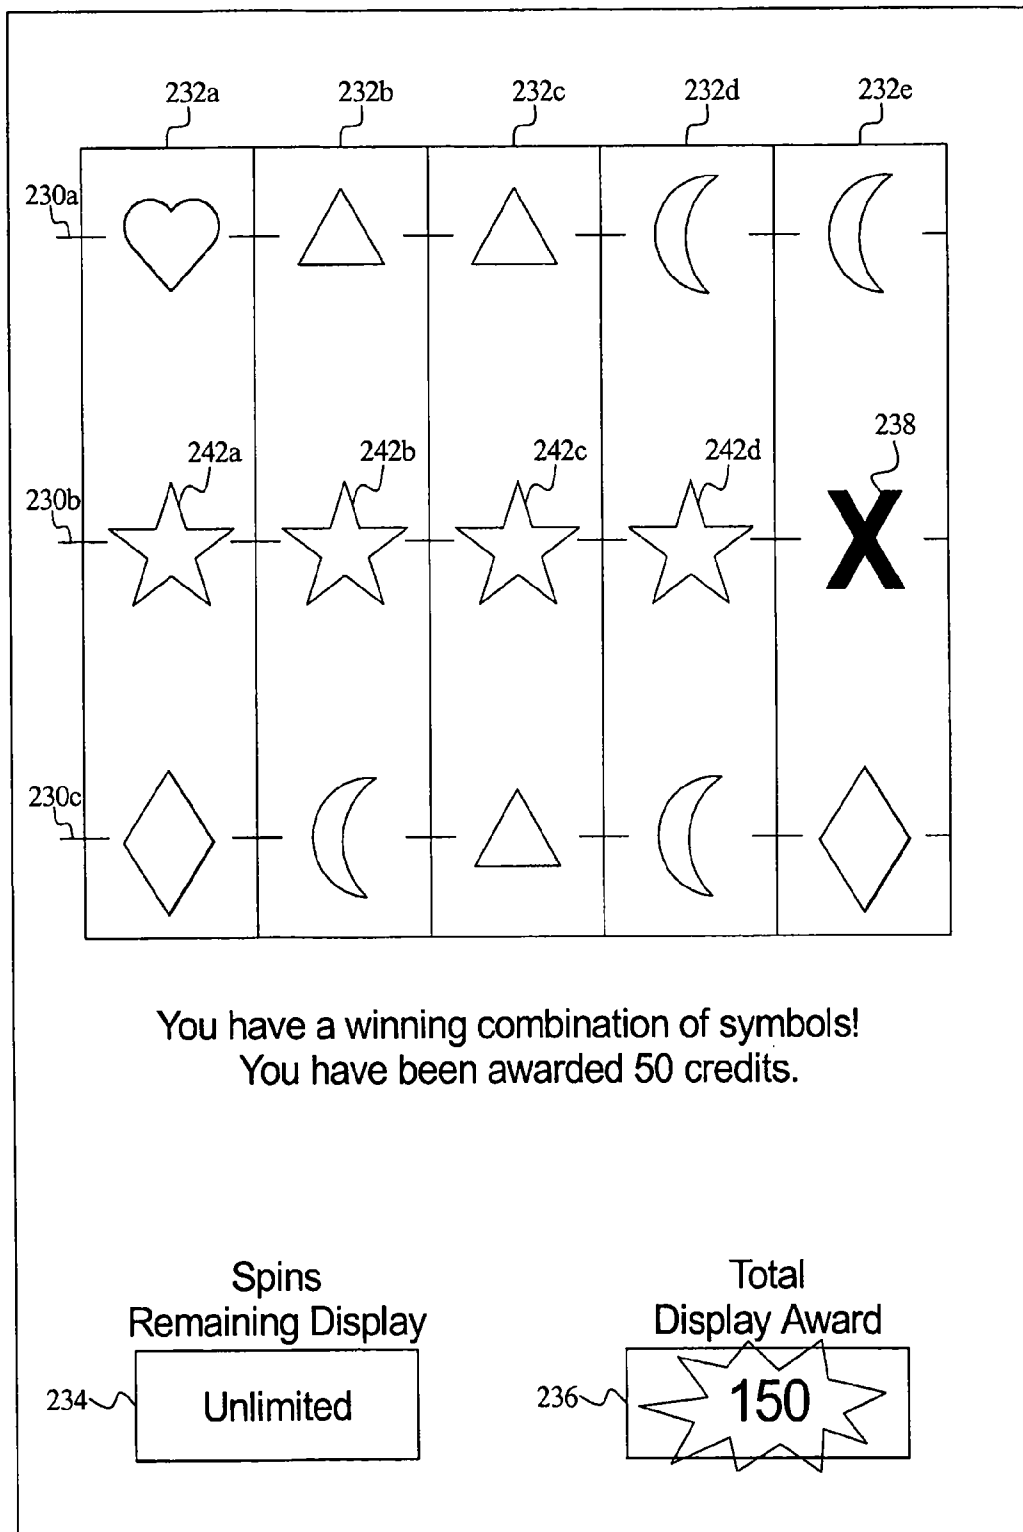 232a 232b 232c 232d 232e
230a
242a 242b 242c 242d 238
230b
X
230c
You have a winning combination of symbols!
You have been awarded 50 credits.
Spins
Remaining Display
Total
Display Award
234 Unlimited
236 150